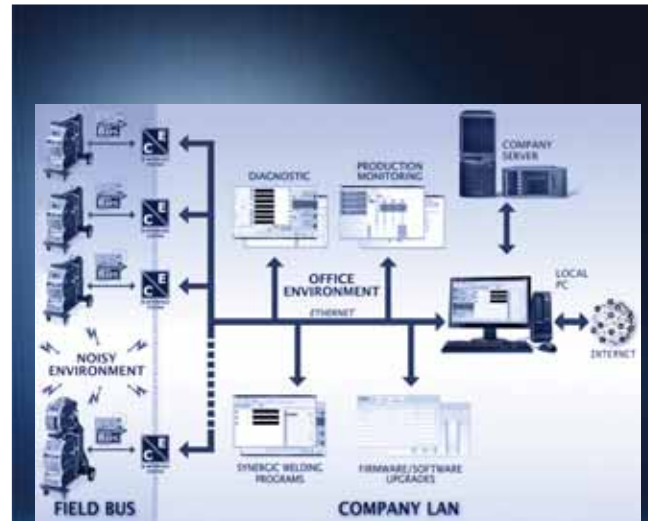 COMPANY
SERVER
DIAGNOSTIC
PRODUCTION
MONITORING
C E
C E
C E
OFFICE
ENVIRONMENT
ETHERNET
LOCAL
PC
INTERNET
NOISY
ENVIRONMENT
C E
SYNERGIC WELDING
PROGRAMS
FIRMWARE/SOFTWARE
UPGRADES
FIELD BUS
COMPANY LAN